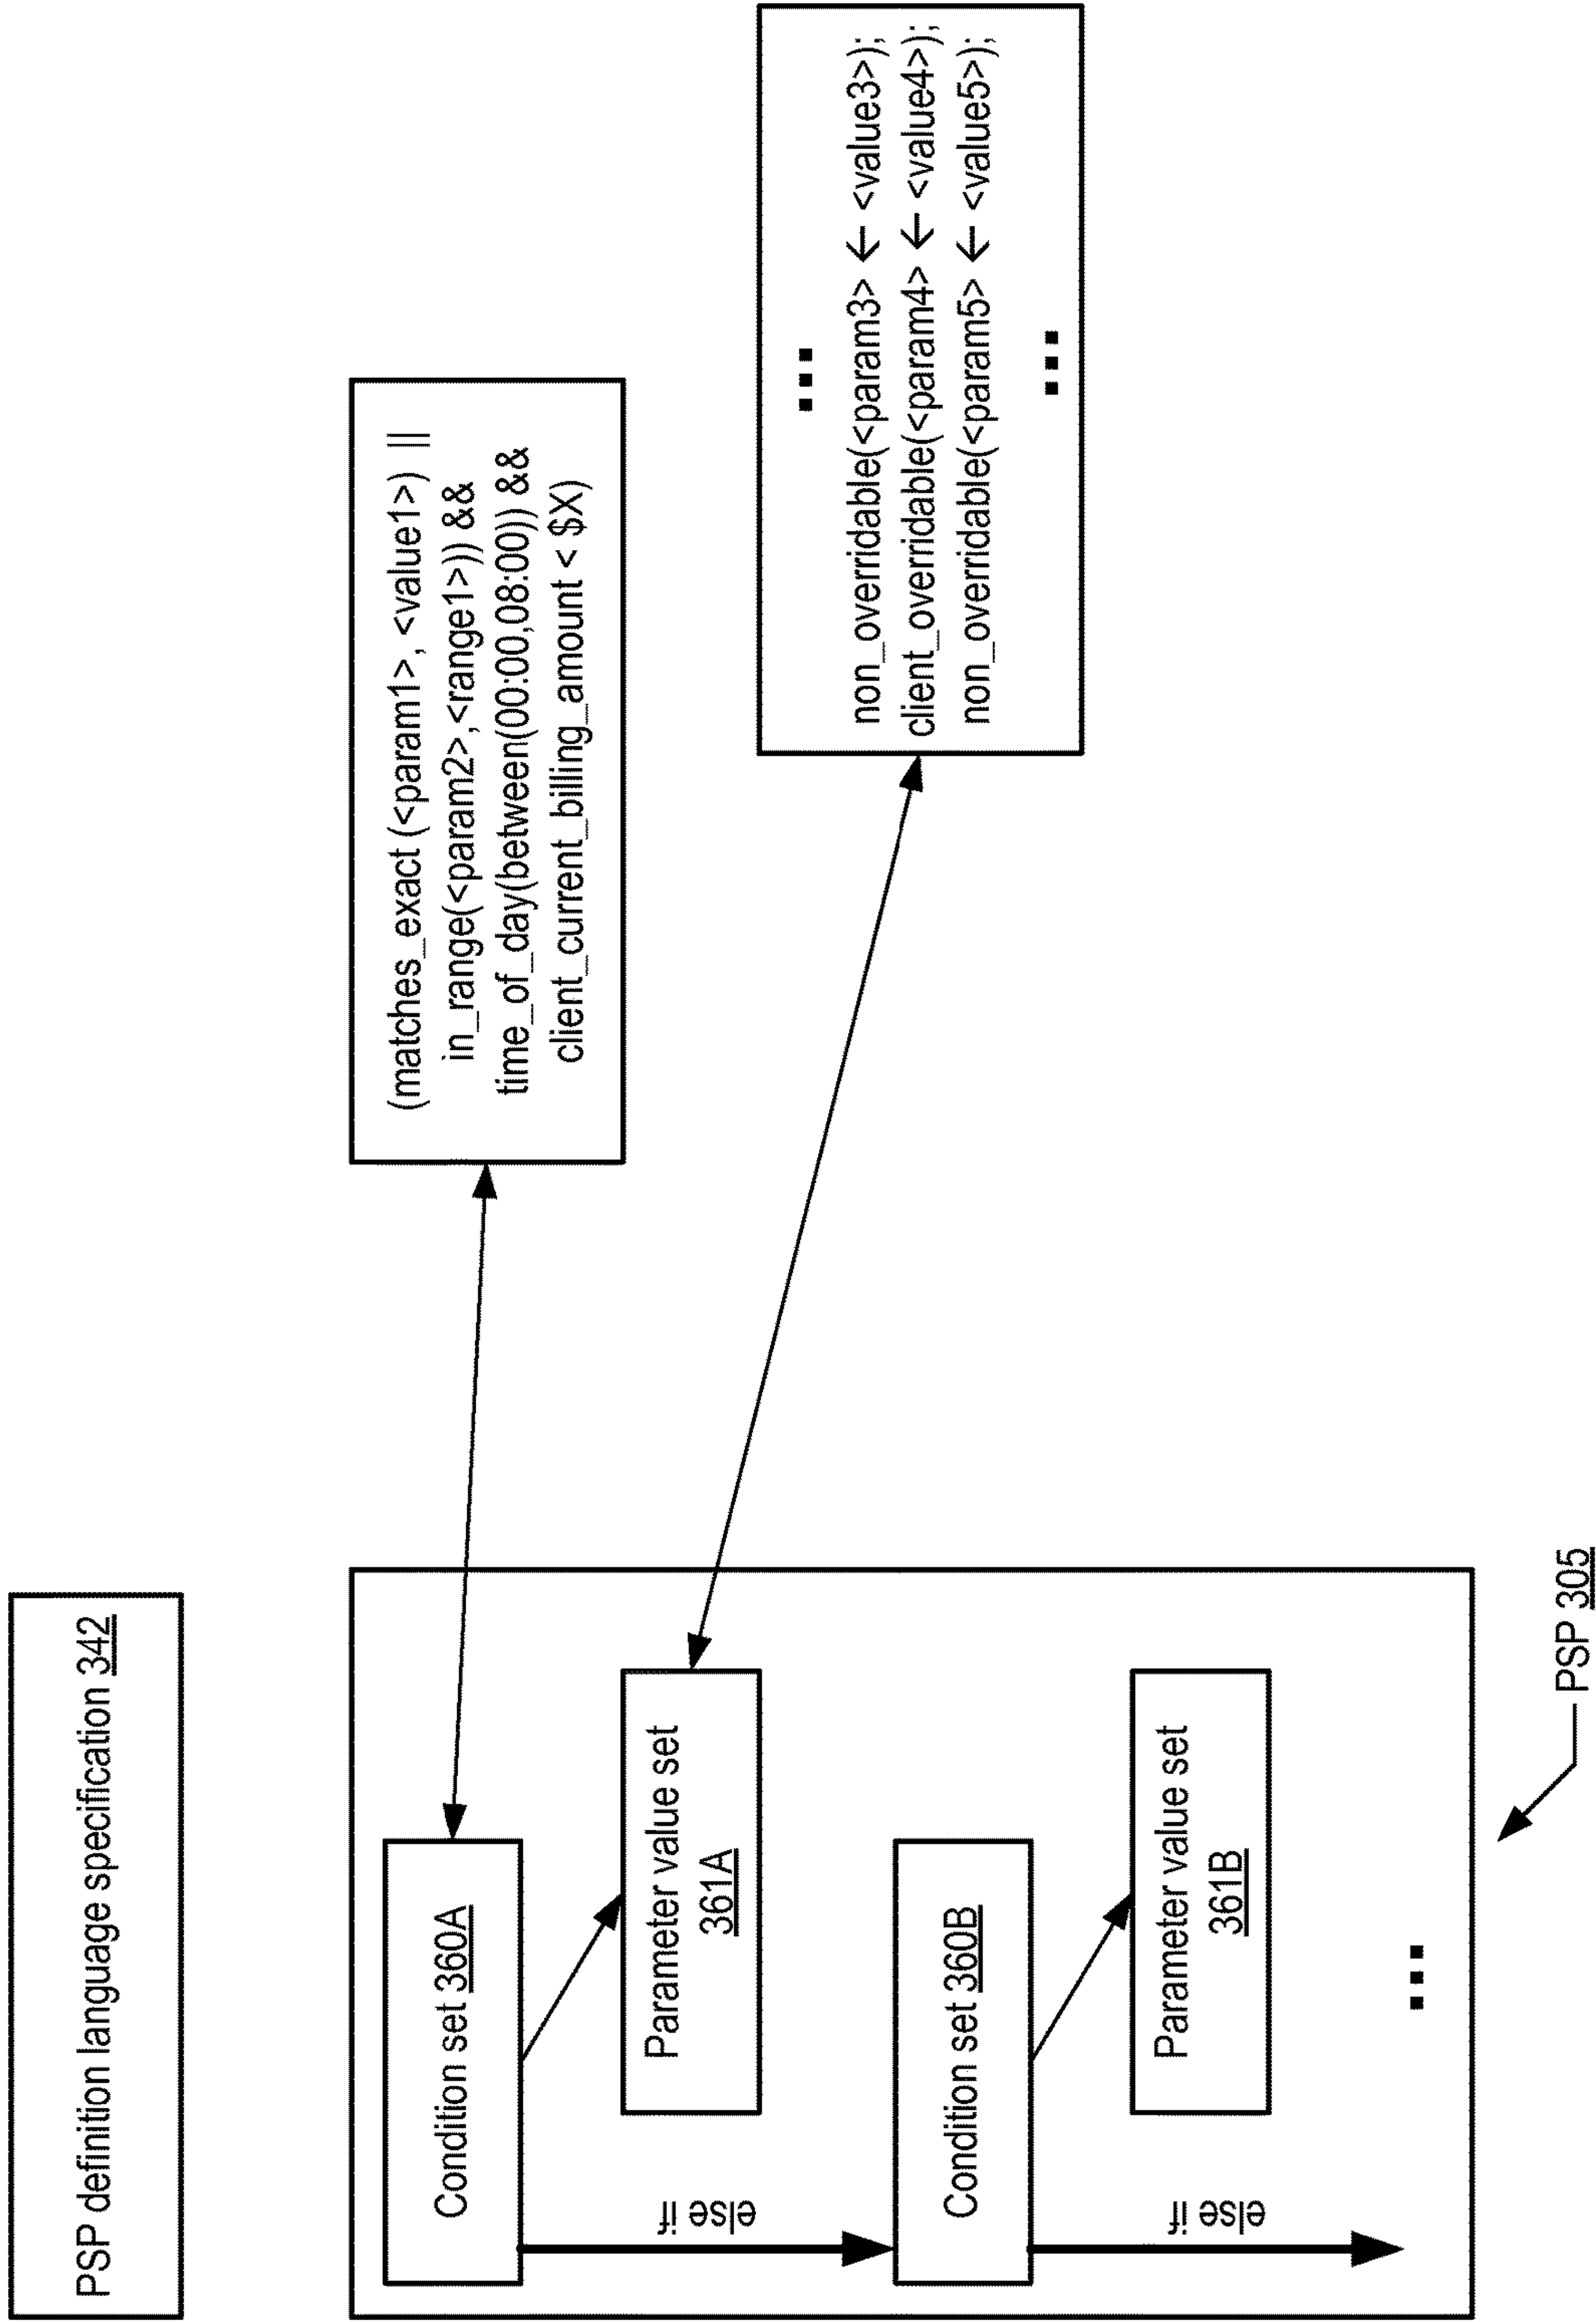 PSP definition language specification 342
Condition set 360A
else if
Parameter value set
361A
Condition set 360B
else if
Parameter value set
361B
...
PSP 305
(matches_exact (<param1>, <value1>) ||
in_range(<param2>,<range1>)) &&
time_of_day(between(00:00,08:00)) &&
client_current_billing_amount < $X)
...
non_overridable(<param3> ← <value3>);
client_overridable(<param4> ← <value4>);
non_overridable(<param5> ← <value5>);
...